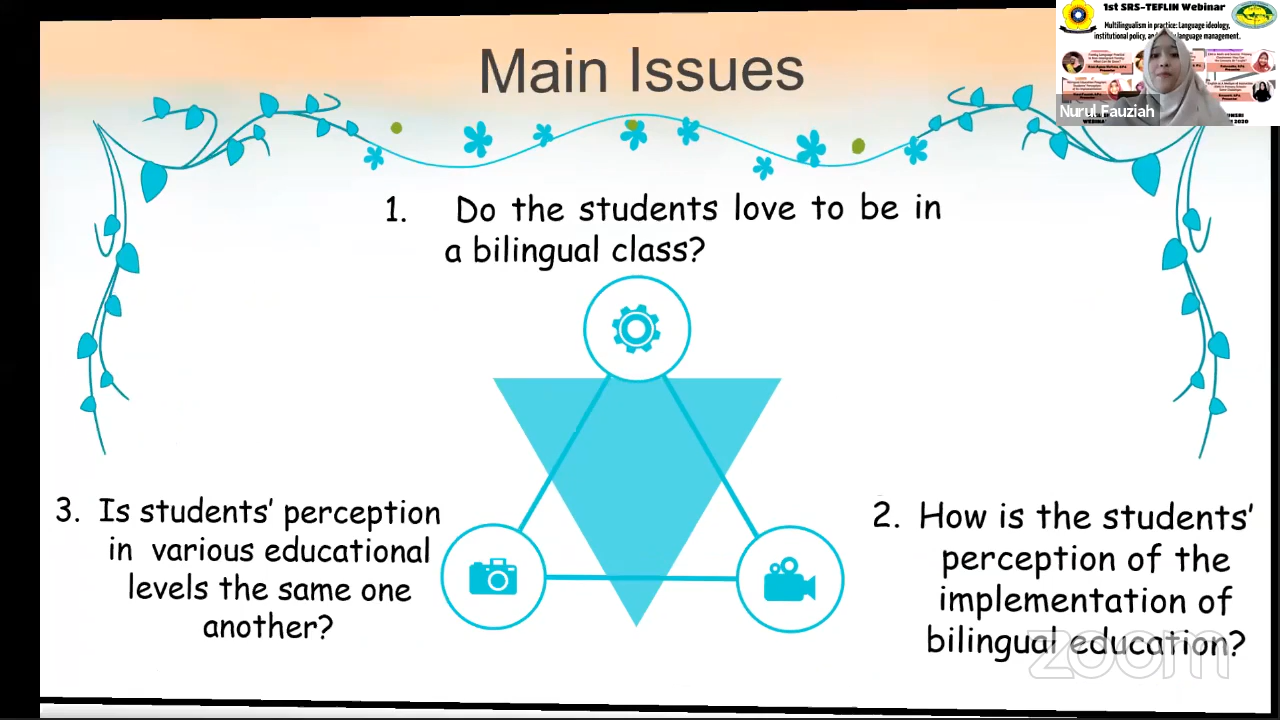 Main Issues
1st SRS-TEFLIN Webinar
Multilingualism in practice: Language ideology,
institutional policy, and language management.
Nurul Fauziah
2020
1. Do the students love to be in
a bilingual class?
3. Is students' perception
in various educational
levels the same one
another?
2. How is the students'
perception of the
implementation of
bilingual education?
zoom